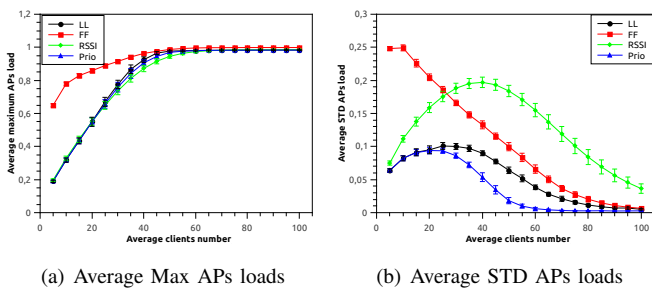 1,2
1
0,8
0,6
0,4
0,2
0
0 20 40 60 80 100
Average maximum APs load
Average clients number
LL
FF
RSSI
Prio
0,3
0,25
0,2
0,15
0,1
0,05
0
0 20 40 60 80 100
Average STD APs load
Average clients number
LL
FF
RSSI
Prio
(a) Average Max APs loads
(b) Average STD APs loads